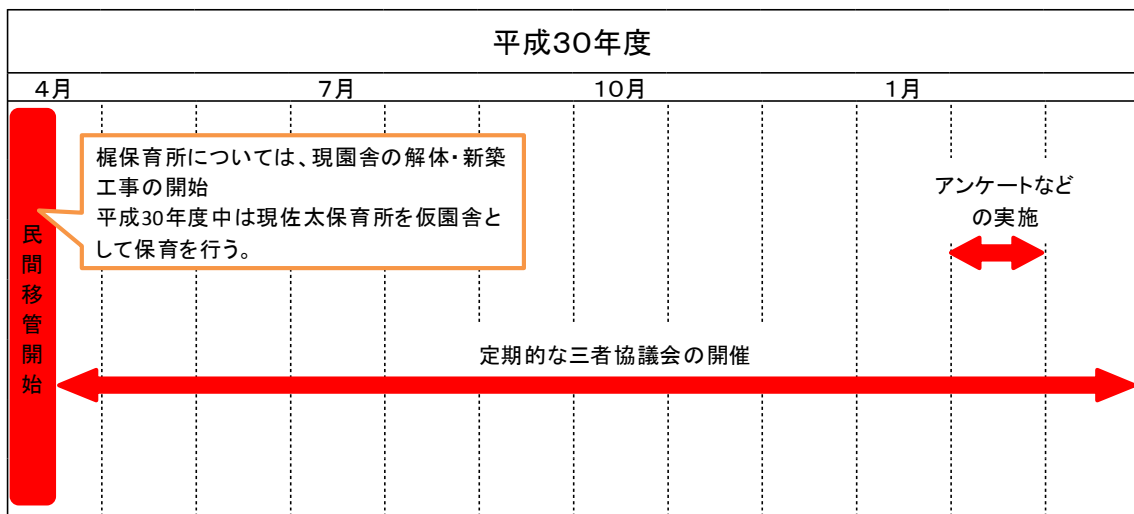 平成30年度
4月 7月 10月 1月
民間移管開始
梶保育所については、現園舎の解体・新築
工事の開始
平成30年度中は現佐太保育所を仮園舎と
して保育を行う。
アンケートなど
の実施
定期的な三者協議会の開催